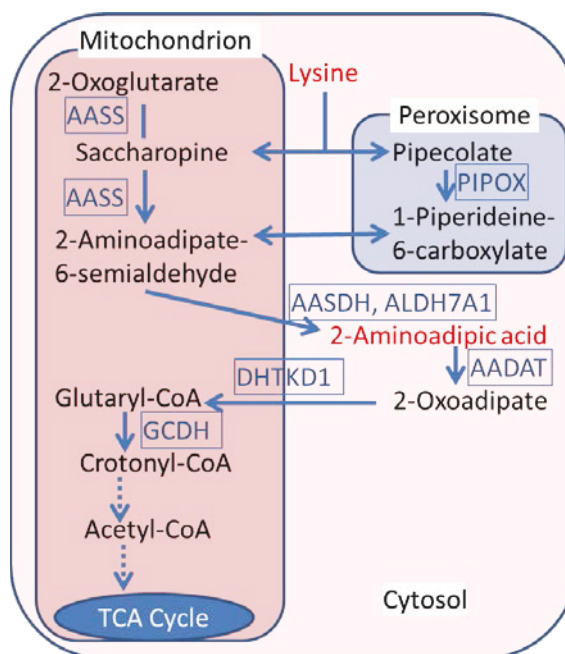 Mitochondrion
2-Oxoglutarate
AASS
Saccharopine
AASS
2-Aminoadipate-
6-semialdehyde
Lysine
Peroxisome
Pipecolate
PIPOX
1-Piperideine-
6-carboxylate
AASDH, ALDH7A1
2-Aminoadipic acid
AADAT
2-Oxoadipate
DHTKD1
Glutaryl-CoA
GCDH
Crotonyl-CoA
Acetyl-CoA
TCA Cycle
Cytosol